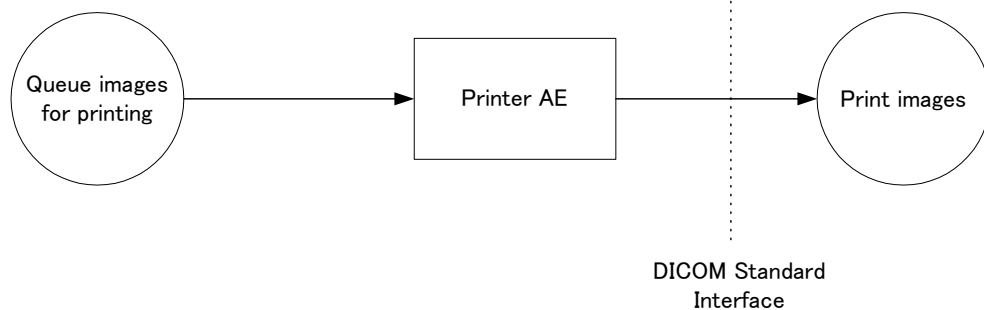 Queue images
for printing
Printer AE
Print images
DICOM Standard
Interface